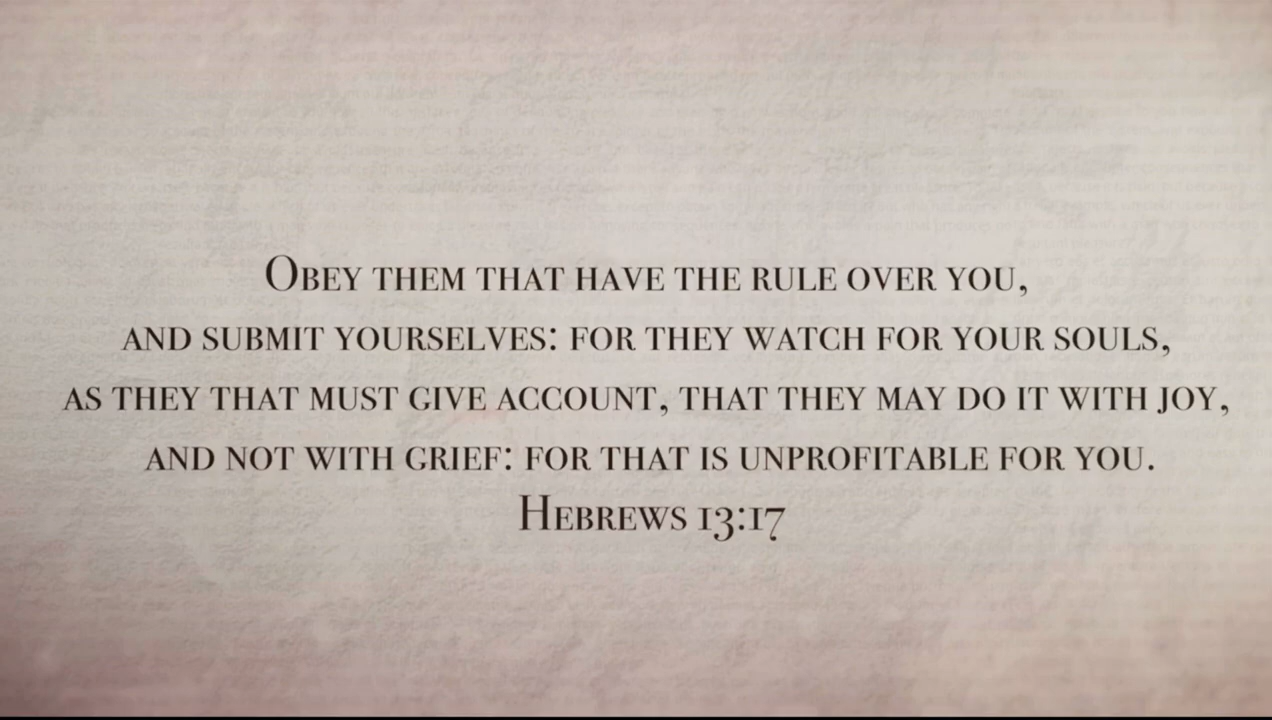 Obey them that have the rule over you,
and submit yourselves: for they watch for your souls,
as they that must give account, that they may do it with joy,
and not with grief: for that is unprofitable for you.
Hebrews 13:17